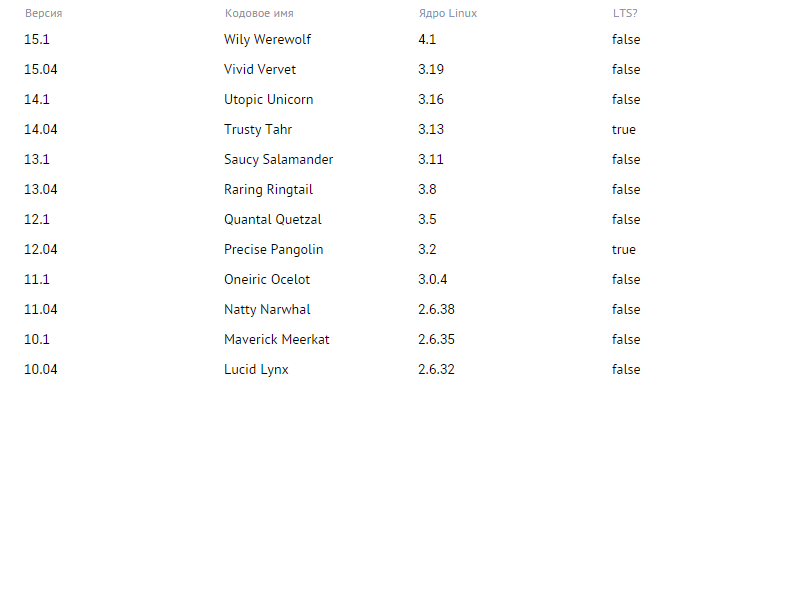 Версия Кодовое имя Ядро Linux LTS?
15.1 Wily Werewolf 4.1 false
15.04 Vivid Vervet 3.19 false
14.1 Utopic Unicorn 3.16 false
14.04 Trusty Tahr 3.13 true
13.1 Saucy Salamander 3.11 false
13.04 Raring Ringtail 3.8 false
12.1 Quantal Quetzal 3.5 false
12.04 Precise Pangolin 3.2 true
11.1 Oneiric Ocelot 3.0.4 false
11.04 Natty Narwhal 2.6.38 false
10.1 Maverick Meerkat 2.6.35 false
10.04 Lucid Lynx 2.6.32 false